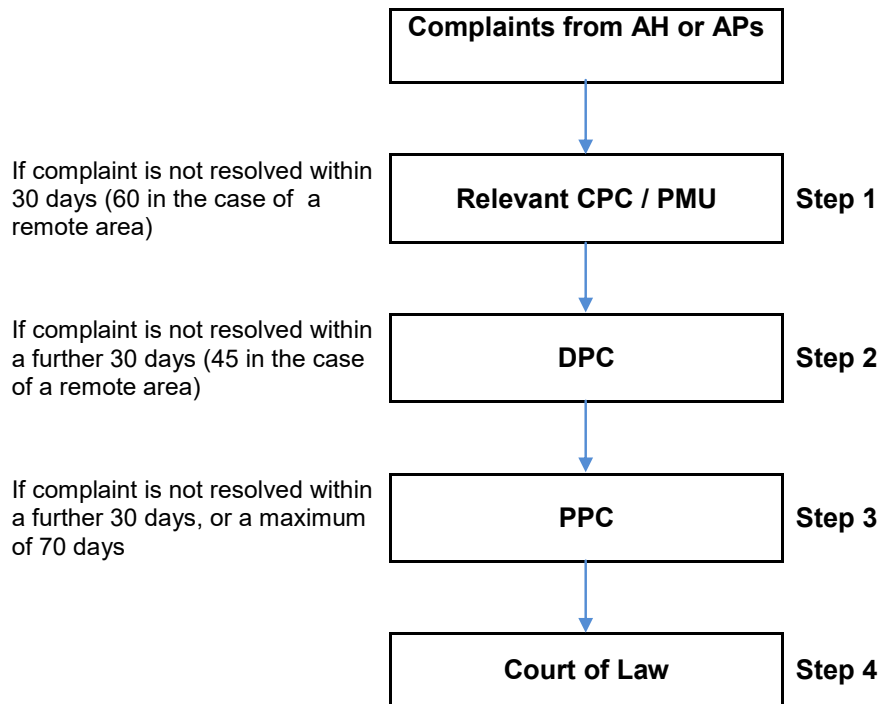 Complaints from AH or APs
If complaint is not resolved within
30 days (60 in the case of a
remote area)
Relevant CPC / PMU
Step 1
If complaint is not resolved within
a further 30 days (45 in the case
of a remote area)
DPC
Step 2
If complaint is not resolved within
a further 30 days, or a maximum
of 70 days
PPC
Step 3
Court of Law
Step 4